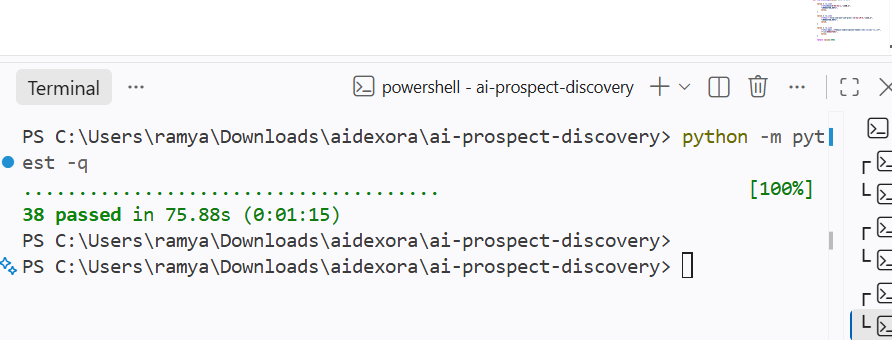 Terminal ... powershell - ai-prospect-discovery
PS C:\Users\ramya\Downloads\aidexora\ai-prospect-discovery> python -m pyt
est -q
...................................... [100%]
38 passed in 75.88s (0:01:15)
PS C:\Users\ramya\Downloads\aidexora\ai-prospect-discovery>
PS C:\Users\ramya\Downloads\aidexora\ai-prospect-discovery>